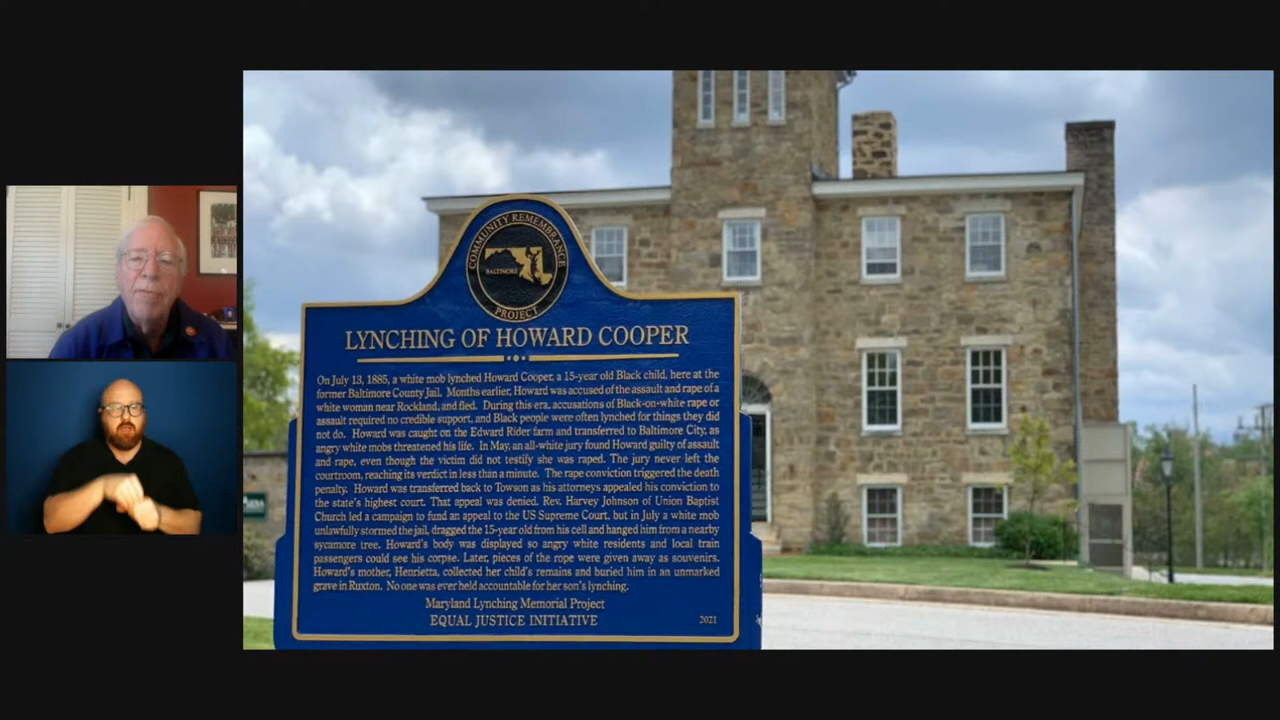 COMMUNITY REMEMBRANCE
BALTIMORE
PROJECT
LYNCHING OF HOWARD COOPER
On July 13, 1885, a white mob lynched Howard Cooper, a 15-year old Black child, here at the
former Baltimore County Jail. Months earlier, Howard was accused of the assault and rape of a
white woman near Rockland, and fled. During this era, accusations of Black-on-white rape or
assault required no credible support, and Black people were often lynched for things they did
not do. Howard was caught on the Edward Rider farm and transferred to Baltimore City, as
angry white mobs threatened his life. In May, an all-white jury found Howard guilty of assault
and rape, even though the victim did not testify she was raped. The jury never left the
courtroom, reaching its verdict in less than a minute. The rape conviction triggered the death
penalty. Howard was transferred back to Towson as his attorneys appealed his conviction to
the state's highest court. That appeal was denied. Rev. Harvey Johnson of Union Baptist
Church led a campaign to fund an appeal to the US Supreme Court, but in July a white mob
unlawfully stormed the jail, dragged the 15-year old from his cell and hanged him from a nearby
sycamore tree. Howard's body was displayed so angry white residents and local train
passengers could see his corpse. Later, pieces of the rope were given away as souvenirs.
Howard's mother, Henrietta, collected her child's remains and buried him in an unmarked
grave in Ruxton. No one was ever held accountable for her son's lynching.
Maryland Lynching Memorial Project
EQUAL JUSTICE INITIATIVE
2021